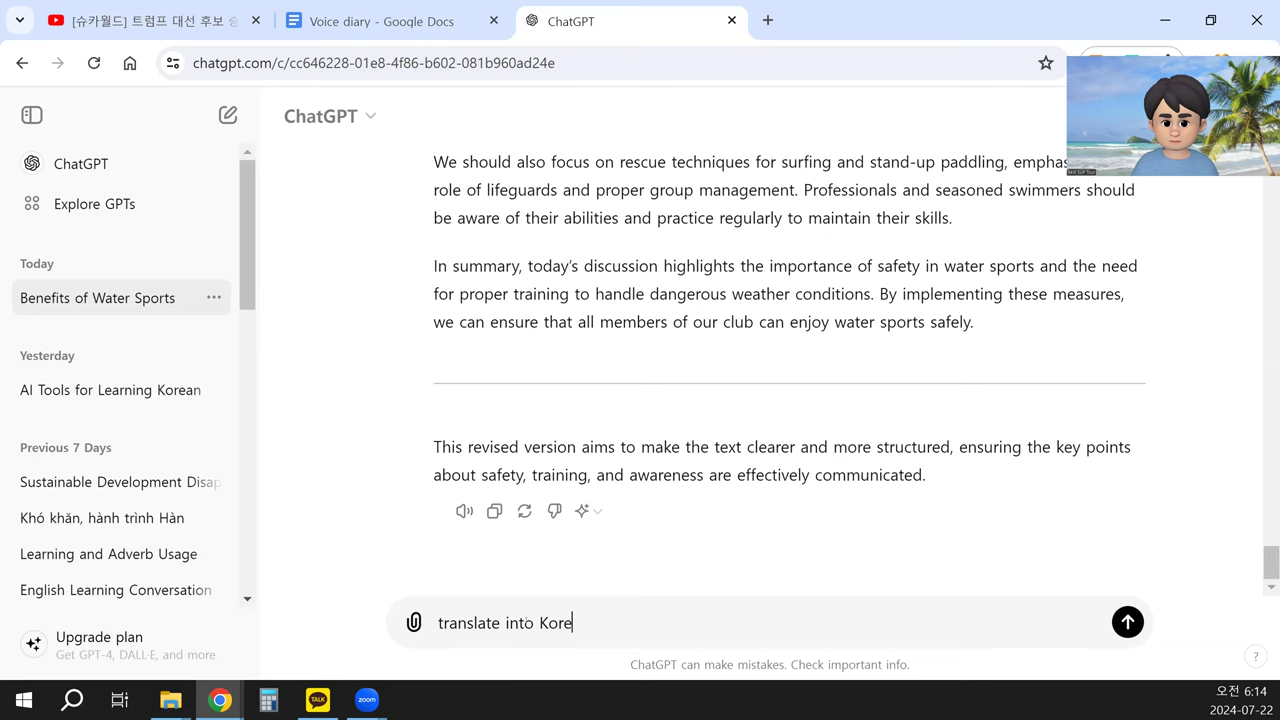 [슈카월드] 트럼프 대선 후보
Voice diary - Google Docs
ChatGPT
chatgpt.com/c/cc646228-01e8-4f86-b602-081b960ad24e
ChatGPT
ChatGPT
Explore GPTs
Today
Benefits of Water Sports
Yesterday
AI Tools for Learning Korean
Previous 7 Days
Sustainable Development Disap
Khó khăn, hành trình Hàn
Learning and Adverb Usage
English Learning Conversation
Upgrade plan
Get GPT-4, DALL·E, and more
We should also focus on rescue techniques for surfing and stand-up paddling, emphas
role of lifeguards and proper group management. Professionals and seasoned swimmers should
be aware of their abilities and practice regularly to maintain their skills.
In summary, today's discussion highlights the importance of safety in water sports and the need
for proper training to handle dangerous weather conditions. By implementing these measures,
we can ensure that all members of our club can enjoy water sports safely.
This revised version aims to make the text clearer and more structured, ensuring the key points
about safety, training, and awareness are effectively communicated.
translate into Kore
ChatGPT can make mistakes. Check important info.
?
TALK
zoom
오전 6:14
2024-07-22